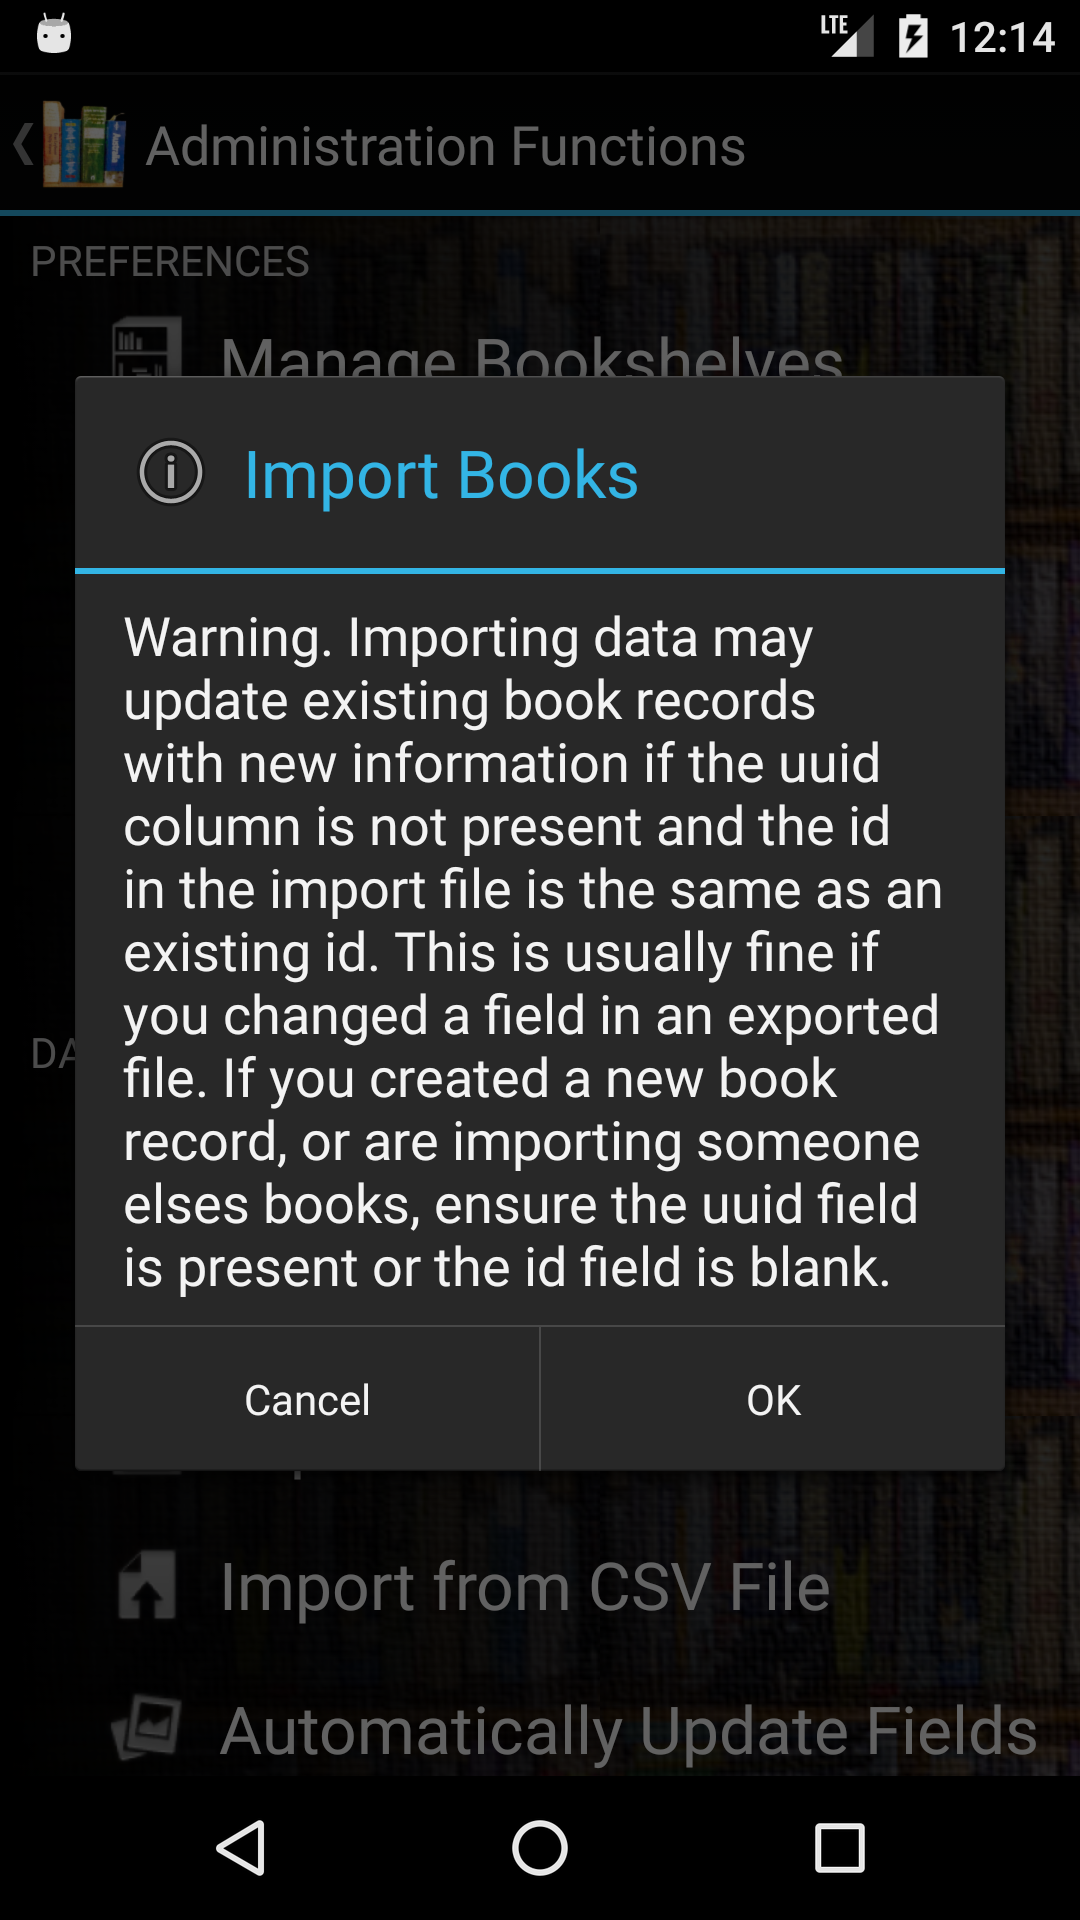 LTE 12:14
Administration Functions
PREFERENCES
Manage Bookshelves
Import Books
Warning. Importing data may
update existing book records
with new information if the uuid
column is not present and the id
in the import file is the same as an
existing id. This is usually fine if
you changed a field in an exported
file. If you created a new book
record, or are importing someone
elses books, ensure the uuid field
is present or the id field is blank.
Cancel
OK
Import from CSV File
Automatically Update Fields